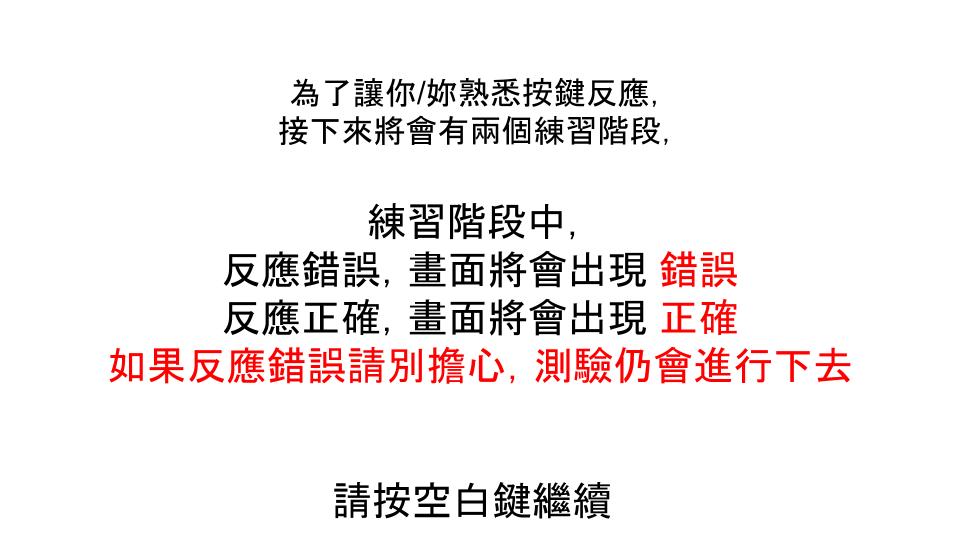 為了讓你/妳熟悉按鍵反應,
接下來將會有兩個練習階段,
練習階段中,
反應錯誤, 畫面將會出現 錯誤
反應正確, 畫面將會出現 正確
如果反應錯誤請別擔心, 測驗仍會進行下去
請按空白鍵繼續